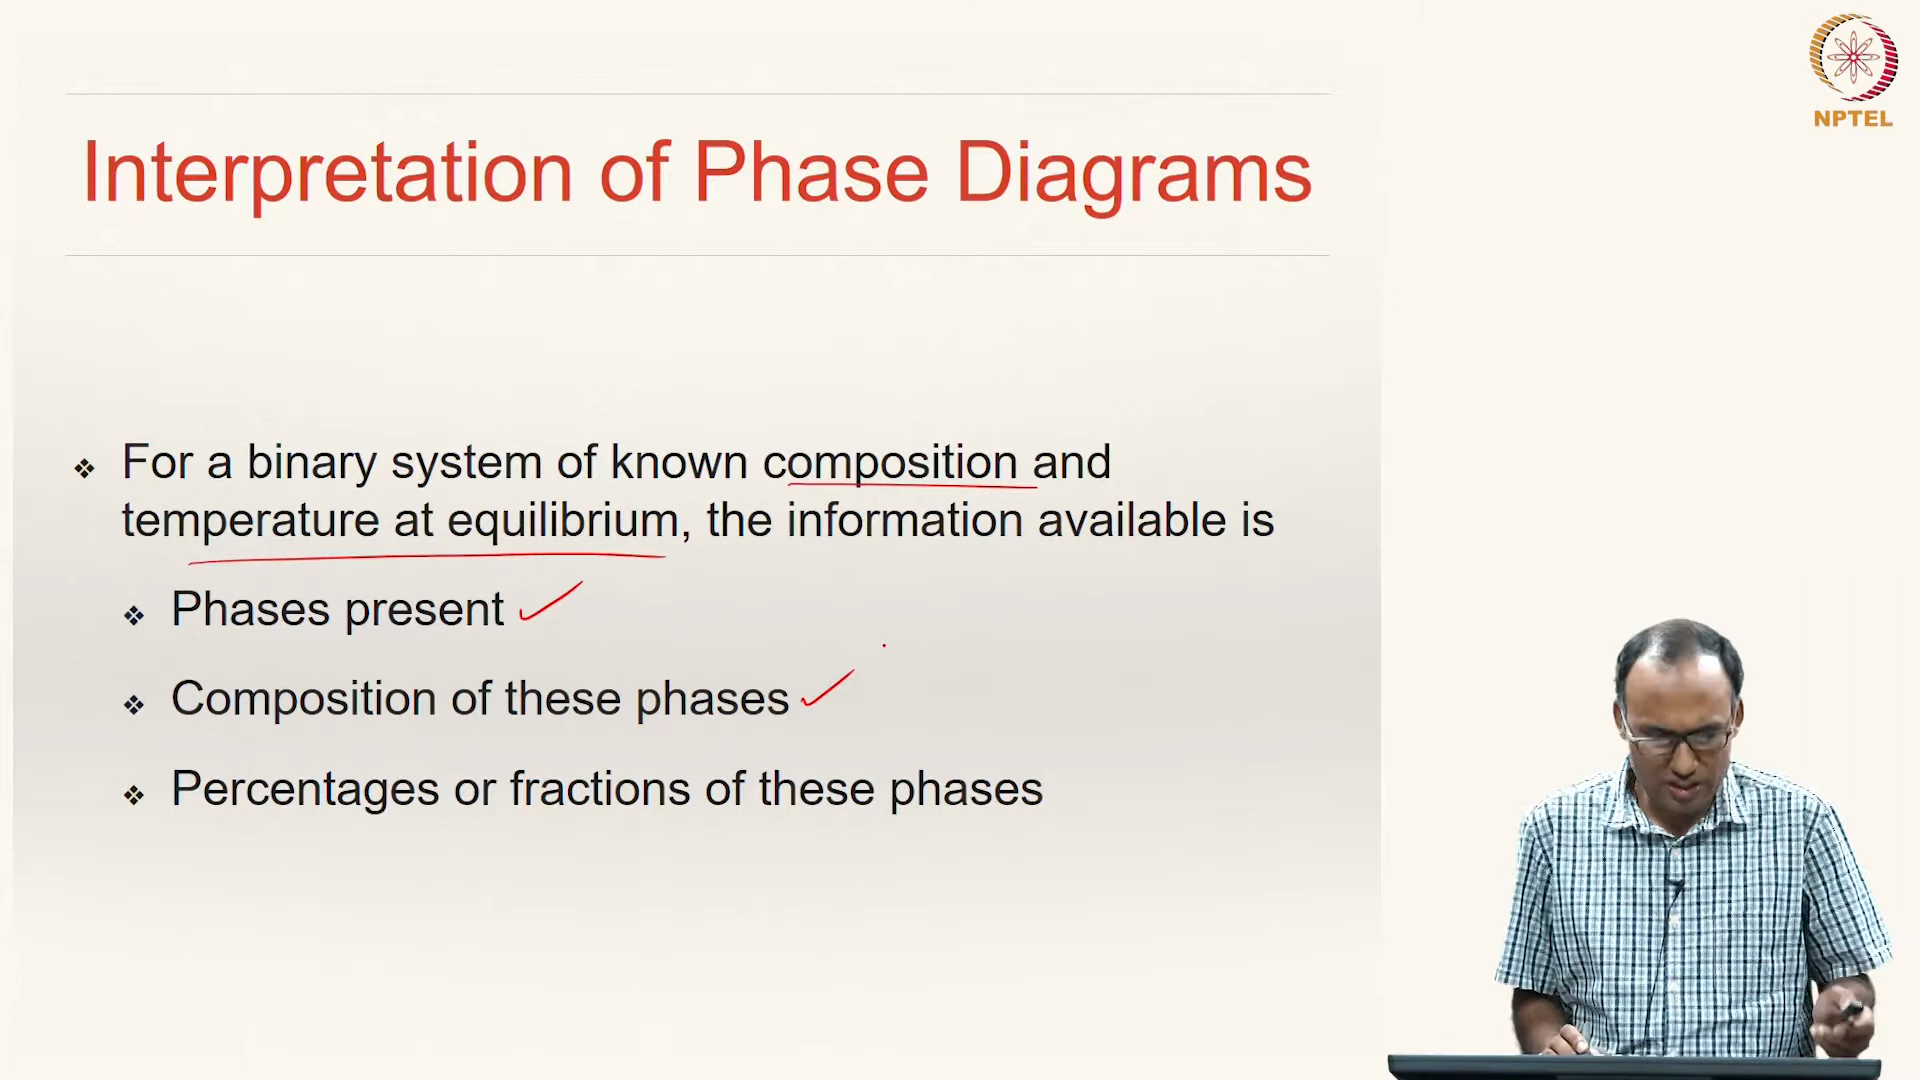 NPTEL
Interpretation of Phase Diagrams
For a binary system of known composition and
temperature at equilibrium, the information available is
Phases present
Composition of these phases
Percentages or fractions of these phases